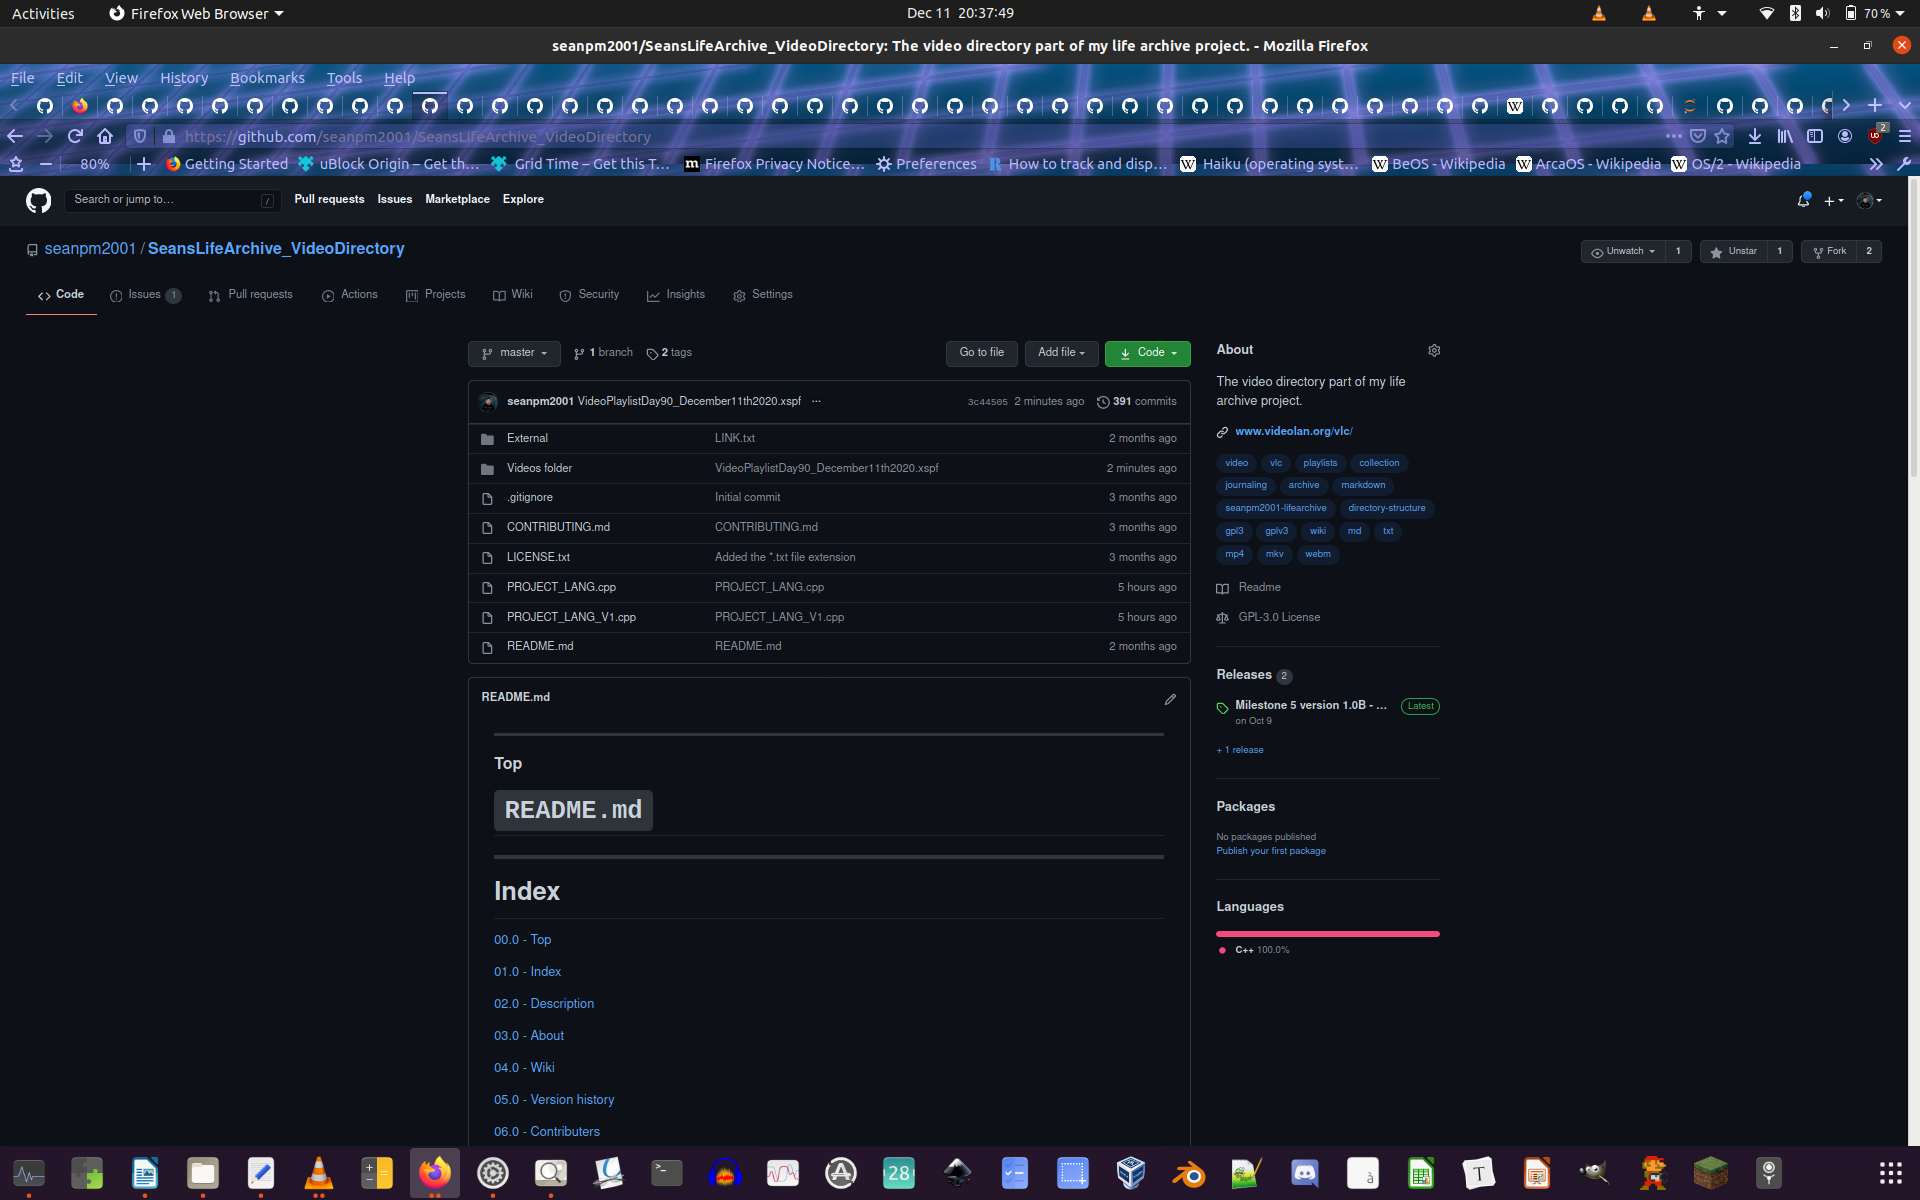 Activities Firefox Web Browser Dec 11 20:37:49 70 %
seanpm2001/SeansLifeArchive_VideoDirectory: The video directory part of my life archive project. - Mozilla Firefox
File Edit View History Bookmarks Tools Help
https://github.com/seanpm2001/SeansLifeArchive_VideoDirectory 2
80% Getting Started uBlock Origin – Get th… Grid Time – Get this T… Firefox Privacy Notice… Preferences How to track and disp… Haiku (operating syst… BeOS - Wikipedia ArcaOS - Wikipedia OS/2 - Wikipedia
Search or jump to… / Pull requests Issues Marketplace Explore
seanpm2001 / SeansLifeArchive_VideoDirectory Unwatch 1 Unstar 1 Fork 2
Code Issues 1 Pull requests Actions Projects Wiki Security Insights Settings
master 1 branch 2 tags Go to file Add file Code
seanpm2001 VideoPlaylistDay90_December11th2020.xspf … 3c44505 2 minutes ago 391 commits
External LINK.txt 2 months ago
Videos folder VideoPlaylistDay90_December11th2020.xspf 2 minutes ago
.gitignore Initial commit 3 months ago
CONTRIBUTING.md CONTRIBUTING.md 3 months ago
LICENSE.txt Added the *.txt file extension 3 months ago
PROJECT_LANG.cpp PROJECT_LANG.cpp 5 hours ago
PROJECT_LANG_V1.cpp PROJECT_LANG_V1.cpp 5 hours ago
README.md README.md 2 months ago
README.md
Top
README.md
Index
00.0 - Top
01.0 - Index
02.0 - Description
03.0 - About
04.0 - Wiki
05.0 - Version history
06.0 - Contributers
About
The video directory part of my life
archive project.
www.videolan.org/vlc/
video vlc playlists collection
journaling archive markdown
seanpm2001-lifearchive directory-structure
gpl3 gplv3 wiki md txt
mp4 mkv webm
Readme
GPL-3.0 License
Releases 2
Milestone 5 version 1.0B - … Latest
on Oct 9
+ 1 release
Packages
No packages published
Publish your first package
Languages
C++ 100.0%
28